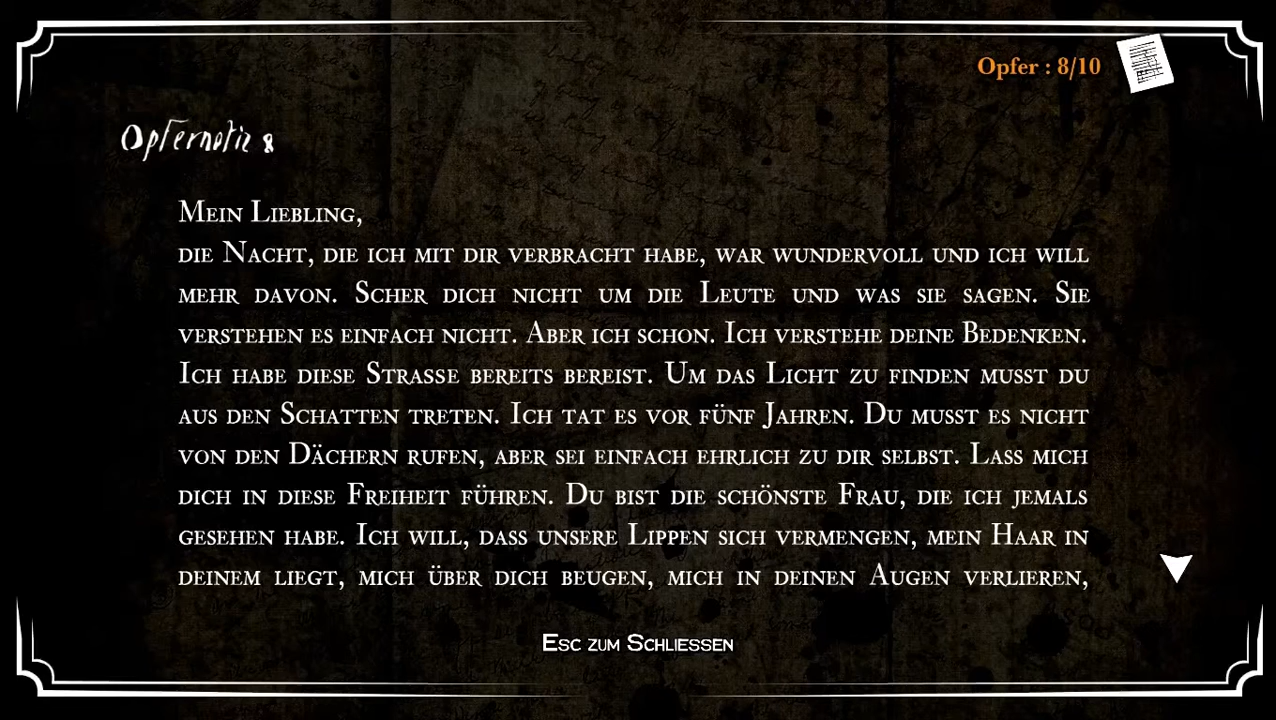 Opfer : 8/10
Opfernotiz 8
Mein Liebling,
die Nacht, die ich mit dir verbracht habe, war wundervoll und ich will
mehr davon. Scher dich nicht um die Leute und was sie sagen. Sie
verstehen es einfach nicht. Aber ich schon. Ich verstehe deine Bedenken.
Ich habe diese Strasse bereits bereist. Um das Licht zu finden musst du
aus den Schatten treten. Ich tat es vor fünf Jahren. Du musst es nicht
von den Dächern rufen, aber sei einfach ehrlich zu dir selbst. Lass mich
dich in diese Freiheit führen. Du bist die schönste Frau, die ich jemals
gesehen habe. Ich will, dass unsere Lippen sich vermengen, mein Haar in
deinem liegt, mich über dich beugen, mich in deinen Augen verlieren,
Esc zum Schliessen